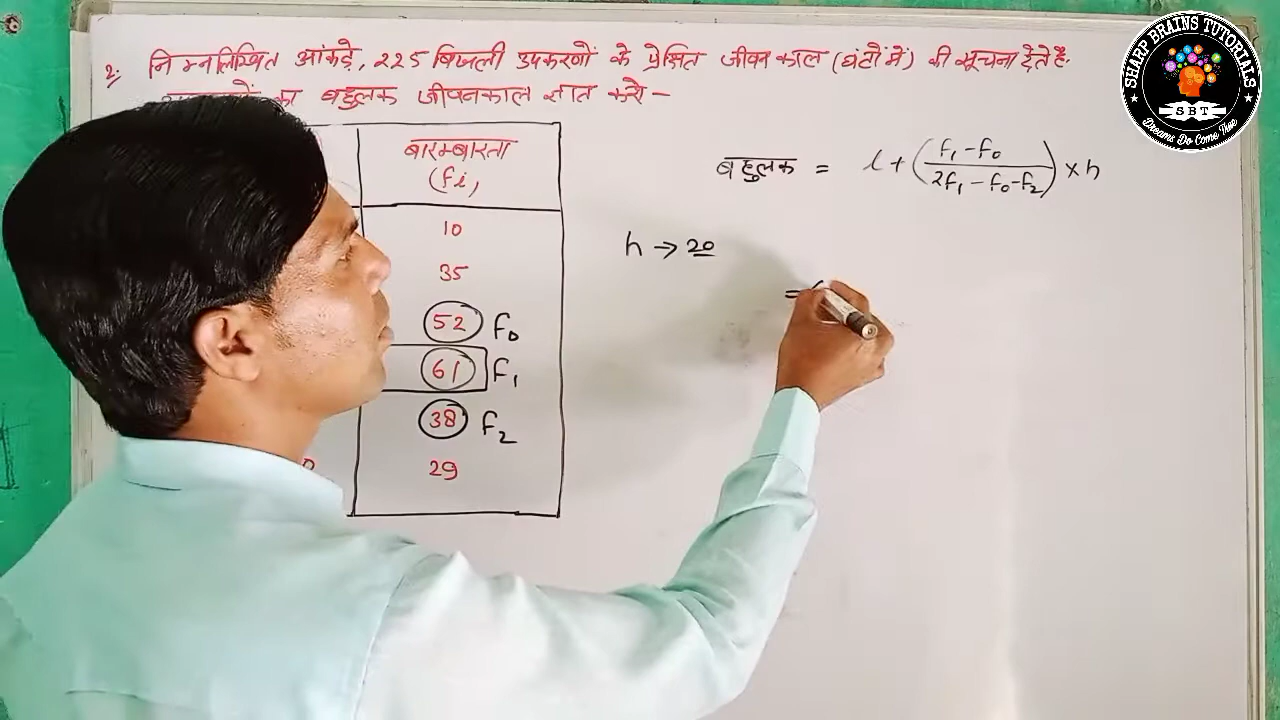 2, निम्नलिखित आंकड़े, 225 बिजली उपकरणों के प्रेक्षित जीवन काल (घंटों में) की सूचना देते है.
का बहुलक जीवनकाल ज्ञात करो -
बारम्बारता
(fi)
10
35
52 f0
61 f1
38 f2
29
बहुलक = l + (f1 - f0 / 2f1 - f0 - f2) x h
h → 20
=
SHARP BRAINS TUTORIALS
SBT
Dreams Do Come True